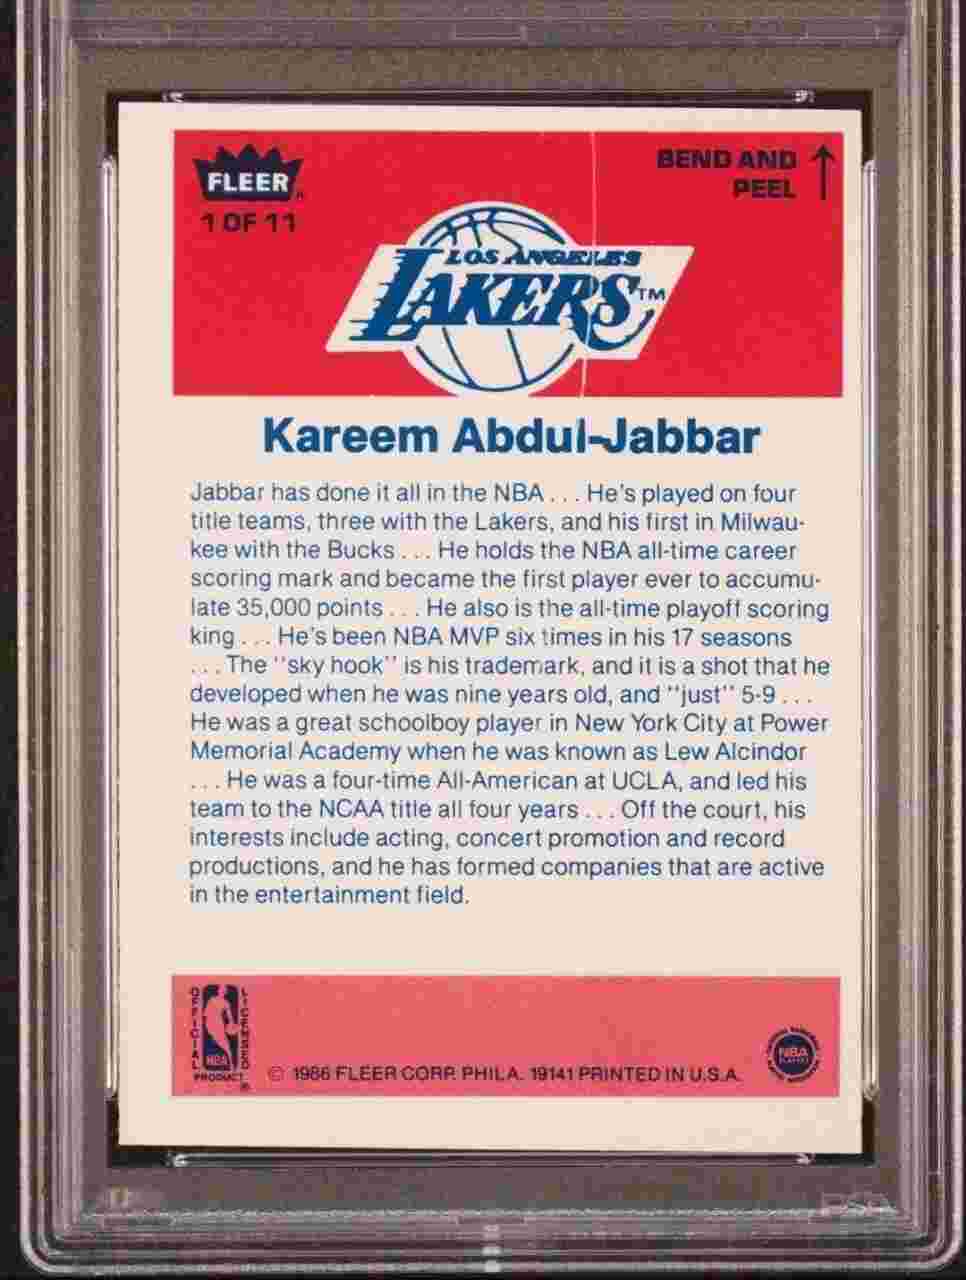 FLEER
1 OF 11
BEND AND
PEEL
LOS ANGELES
LAKERS TM
Kareem Abdul-Jabbar
Jabbar has done it all in the NBA . . . He's played on four
title teams, three with the Lakers, and his first in Milwau-
kee with the Bucks . . . He holds the NBA all-time career
scoring mark and became the first player ever to accumu-
late 35,000 points . . . He also is the all-time playoff scoring
king . . . He's been NBA MVP six times in his 17 seasons
. . . The "sky hook" is his trademark, and it is a shot that he
developed when he was nine years old, and "just" 5-9 . . .
He was a great schoolboy player in New York City at Power
Memorial Academy when he was known as Lew Alcindor
. . . He was a four-time All-American at UCLA, and led his
team to the NCAA title all four years . . . Off the court, his
interests include acting, concert promotion and record
productions, and he has formed companies that are active
in the entertainment field.
OFFICIAL
LICENSED
NBA
PRODUCT ®
© 1986 FLEER CORP. PHILA. 19141 PRINTED IN U.S.A.
NBA
PLAYERS
PSA